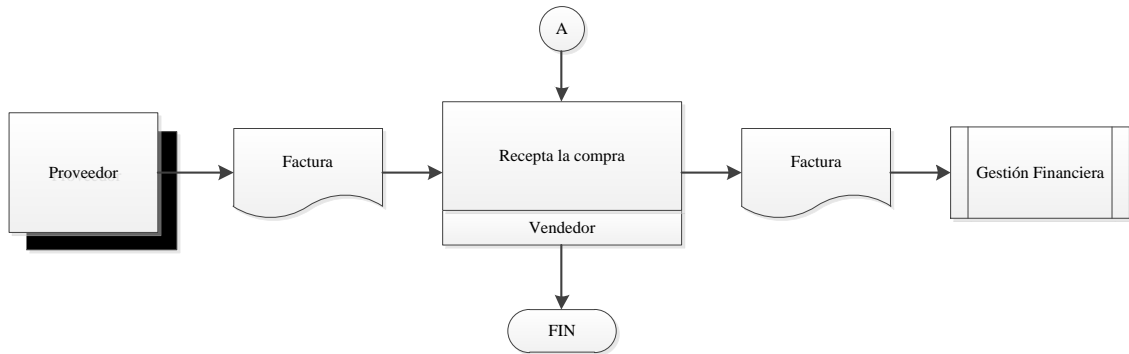 A
Proveedor
Factura
Recepta la compra
Factura
Gestión Financiera
Vendedor
FIN